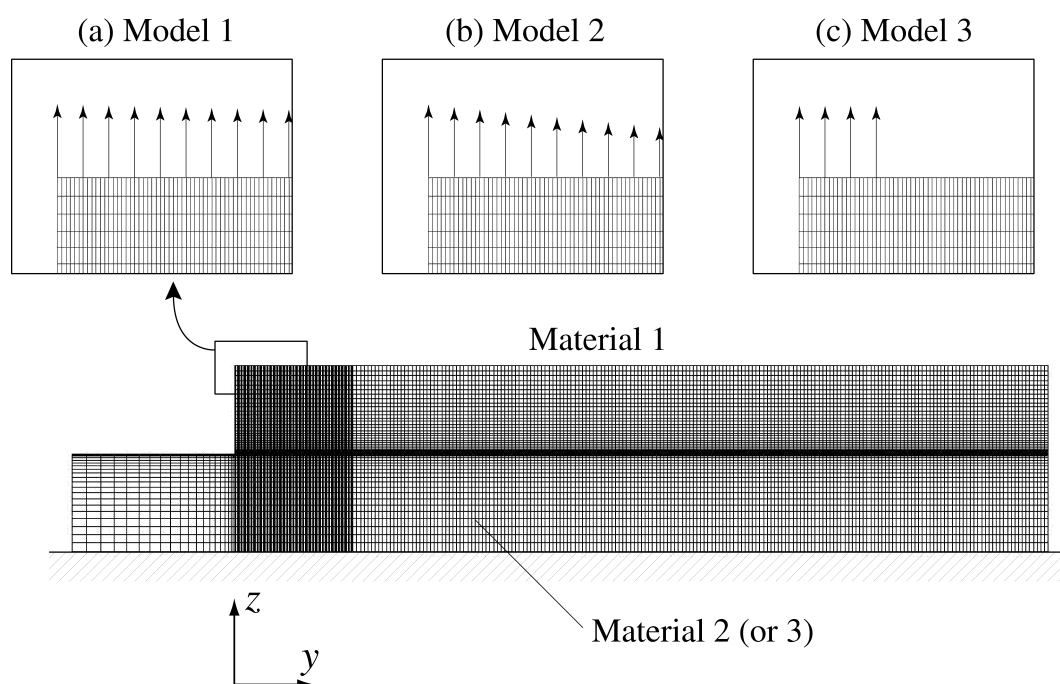 (a) Model 1
(b) Model 2
(c) Model 3
Material 1
z
y
Material 2 (or 3)